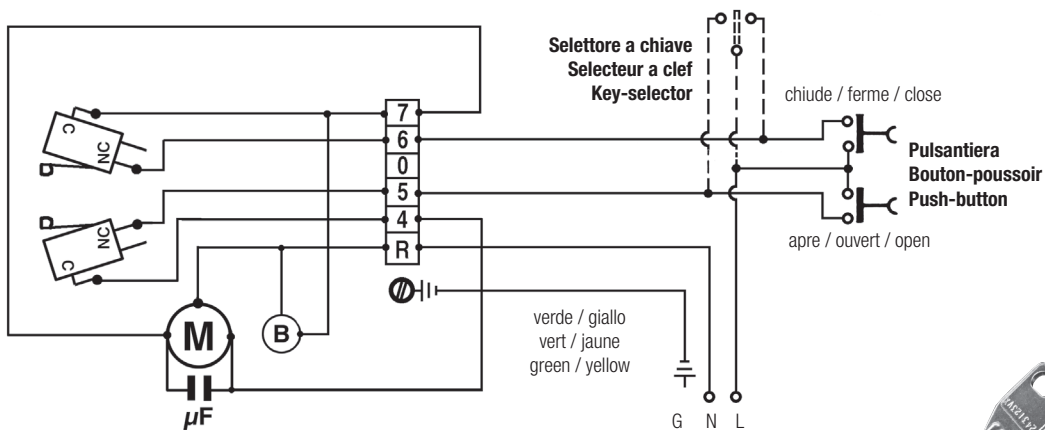 Selettore a chiave
Selecteur a clef
Key-selector
chiude / ferme / close
Pulsantiera
Bouton-poussoir
Push-button
apre / ouvert / open
C
NC
NC
C
7
6
0
5
4
R
M
B
µF
verde / giallo
vert / jaune
green / yellow
G N L